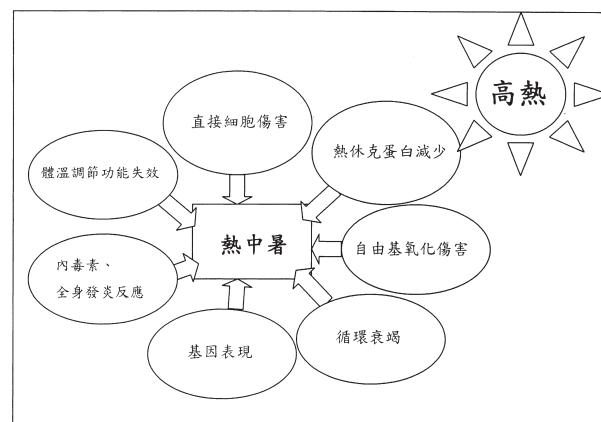 高熱
直接細胞傷害
熱休克蛋白減少
體溫調節功能失效
熱中暑
自由基氧化傷害
內毒素、
全身發炎反應
循環衰竭
基因表現